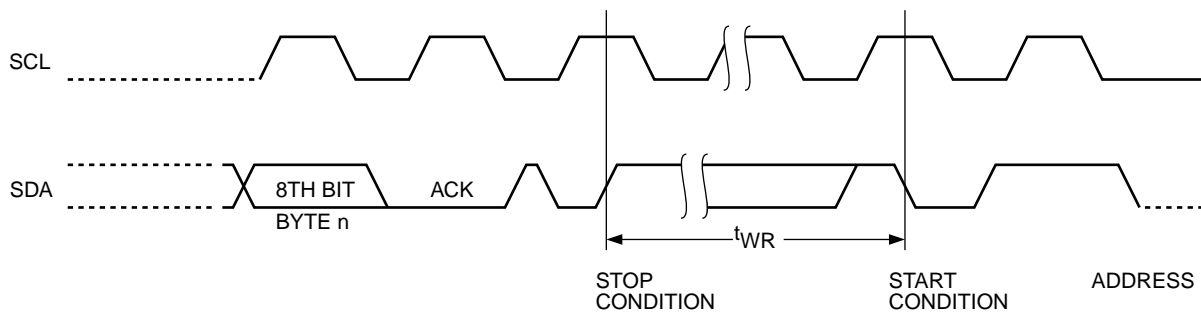 SCL
SDA
8TH BIT
ACK
BYTE n
tWR
STOP
CONDITION
START
CONDITION
ADDRESS